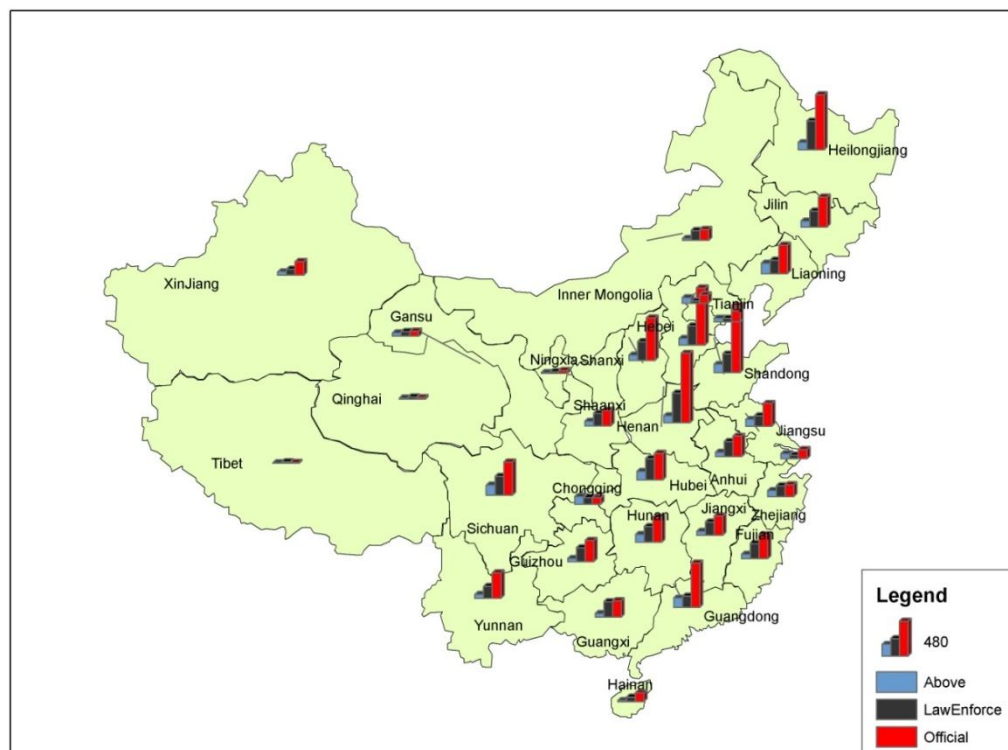 Heilongjiang
Jilin
Liaoning
XinJiang
Inner Mongolia
Tianjin
Gansu
Hebei
Ningxia
Shanxi
Shandong
Qinghai
Shaanxi
Henan
Jiangsu
Tibet
Chongqing
Hubei
Anhui
Sichuan
Hunan
Jiangxi
Zhejiang
Guizhou
Fujian
Yunnan
Guangxi
Guangdong
Hainan
Legend
480
Above
LawEnforce
Official